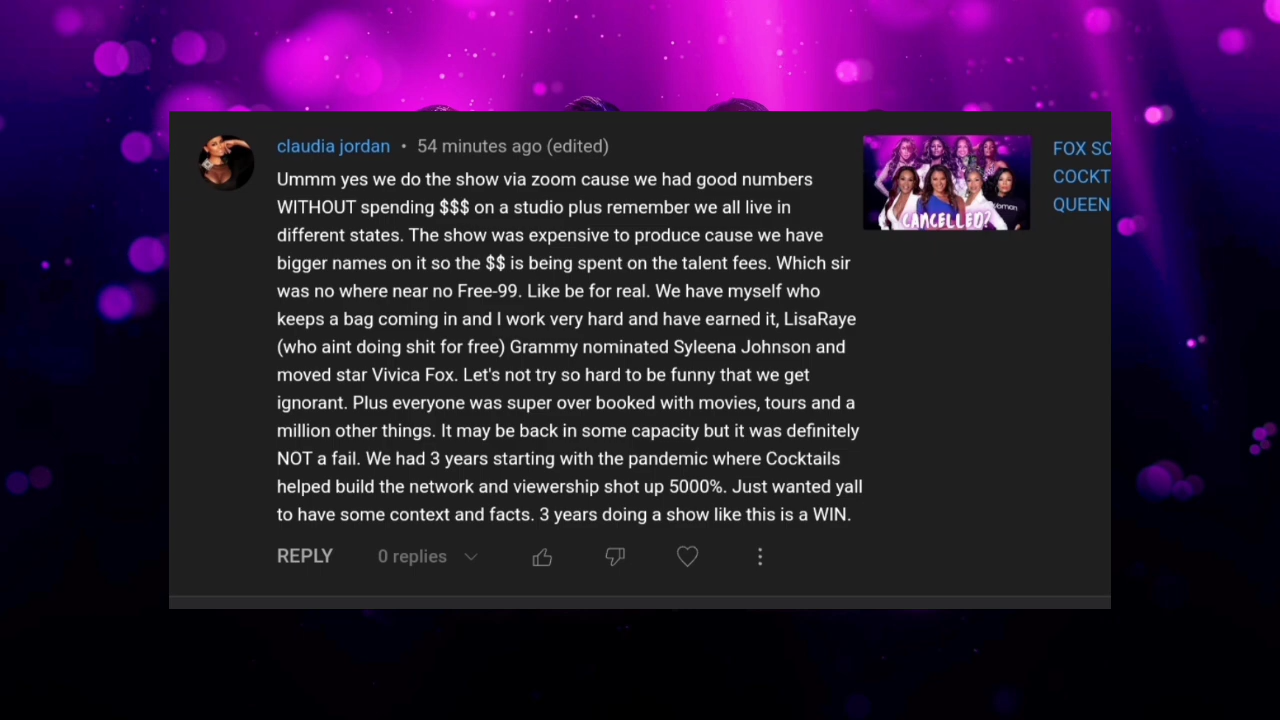 claudia jordan • 54 minutes ago (edited)
Ummm yes we do the show via zoom cause we had good numbers
WITHOUT spending $$$ on a studio plus remember we all live in
different states. The show was expensive to produce cause we have
bigger names on it so the $$ is being spent on the talent fees. Which sir
was no where near no Free-99. Like be for real. We have myself who
keeps a bag coming in and I work very hard and have earned it, LisaRaye
(who aint doing shit for free) Grammy nominated Syleena Johnson and
moved star Vivica Fox. Let's not try so hard to be funny that we get
ignorant. Plus everyone was super over booked with movies, tours and a
million other things. It may be back in some capacity but it was definitely
NOT a fail. We had 3 years starting with the pandemic where Cocktails
helped build the network and viewership shot up 5000%. Just wanted yall
to have some context and facts. 3 years doing a show like this is a WIN.
REPLY 0 replies
CANCELLED?
FOX SO
COCKT
QUEEN